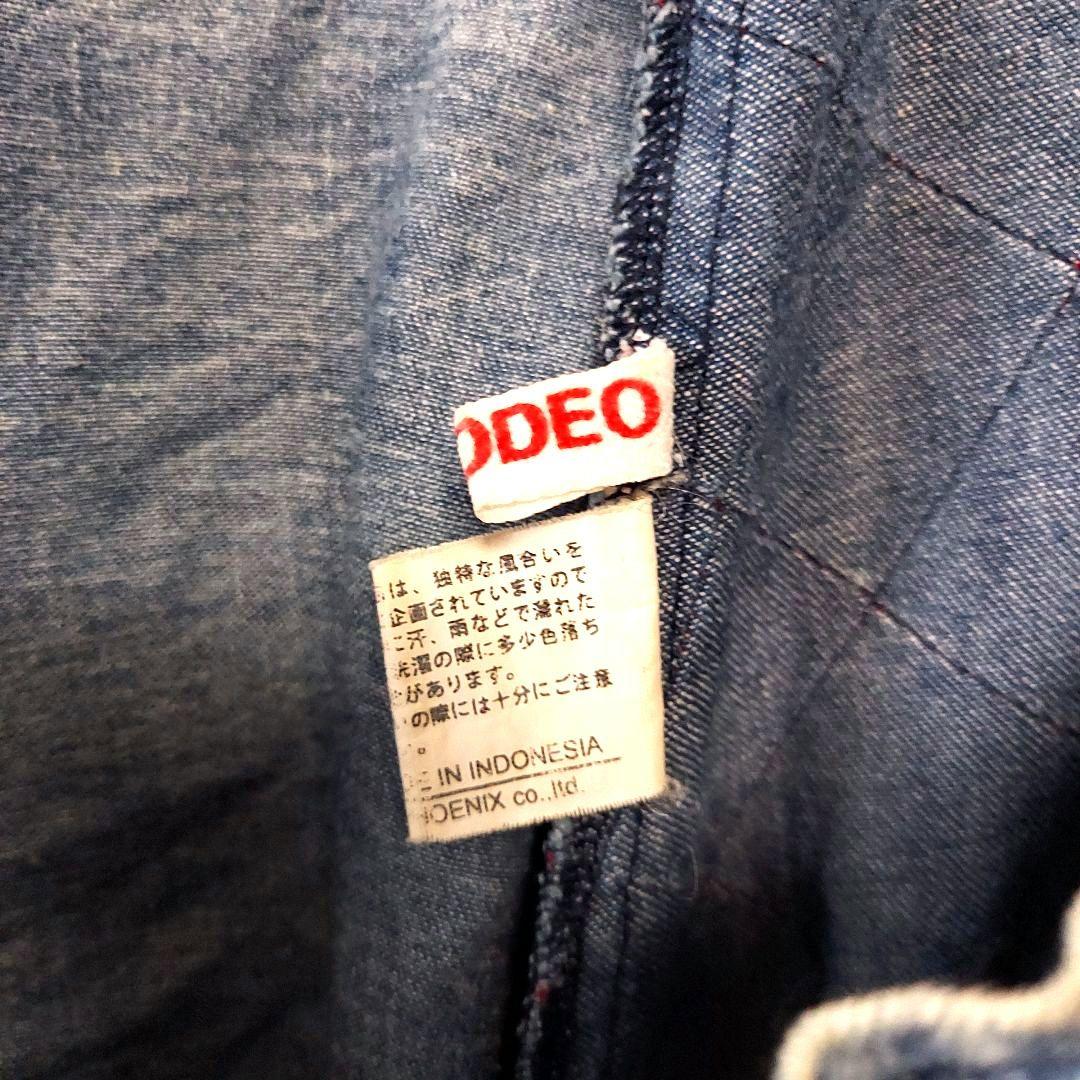 ODEO
は、独特な風合いを
企画されていますので
に汗、雨などで濡れた
洗濯の際に多少色落ち
があります。
の際には十分にご注意
。
IN INDONESIA
OENIX co.,ltd.